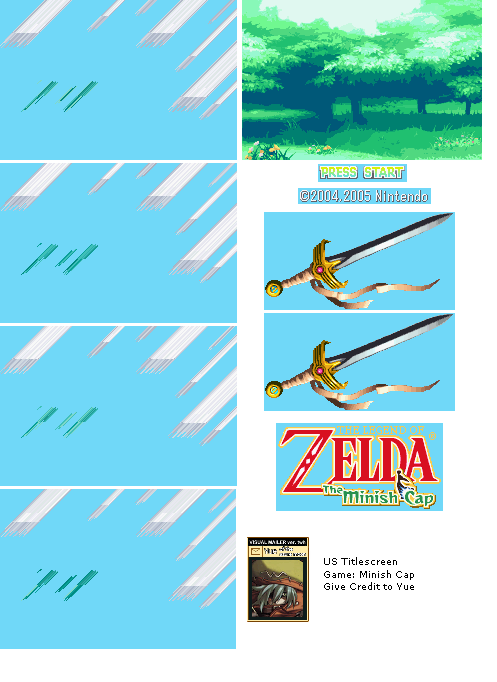 PRESS START
©2004,2005 Nintendo
THE LEGEND OF
ZELDA
The Minish Cap
VISUAL MAILER ver. twh
US Titlescreen
Game: Minish Cap
Give Credit to Yue